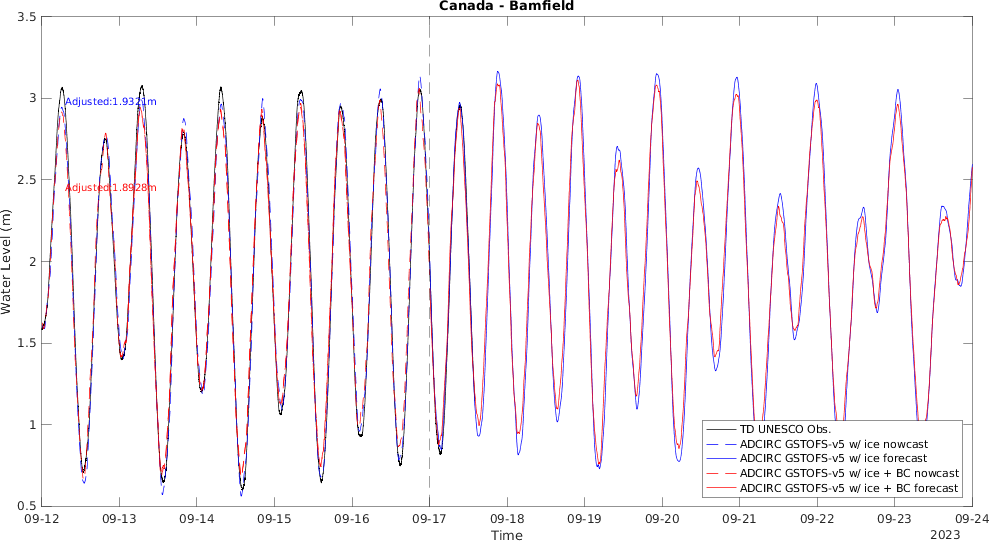 Canada - Bamfield
3.5
3
2.5
2
1.5
1
0.5
Water Level (m)
Adjusted:1.9321m
Adjusted:1.8928m
TD UNESCO Obs.
ADCIRC GSTOFS-v5 w/ ice nowcast
ADCIRC GSTOFS-v5 w/ ice forecast
ADCIRC GSTOFS-v5 w/ ice + BC nowcast
ADCIRC GSTOFS-v5 w/ ice + BC forecast
09-12 09-13 09-14 09-15 09-16 09-17 09-18 09-19 09-20 09-21 09-22 09-23 09-24
Time
2023